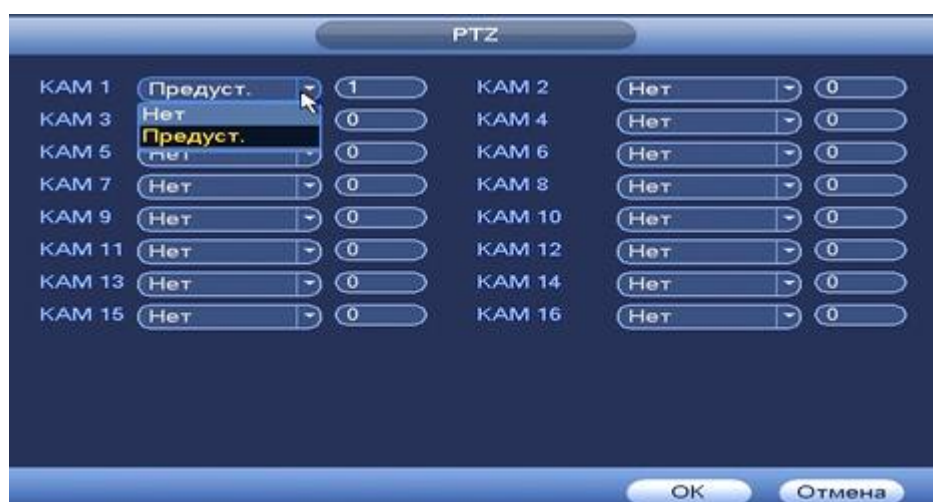 PTZ
КАМ 1 Предуст. 1 КАМ 2 Нет 0
Нет
Предуст.
КАМ 3 0 КАМ 4 Нет 0
КАМ 5 Нет 0 КАМ 6 Нет 0
КАМ 7 Нет 0 КАМ 8 Нет 0
КАМ 9 Нет 0 КАМ 10 Нет 0
КАМ 11 Нет 0 КАМ 12 Нет 0
КАМ 13 Нет 0 КАМ 14 Нет 0
КАМ 15 Нет 0 КАМ 16 Нет 0
OK Отмена